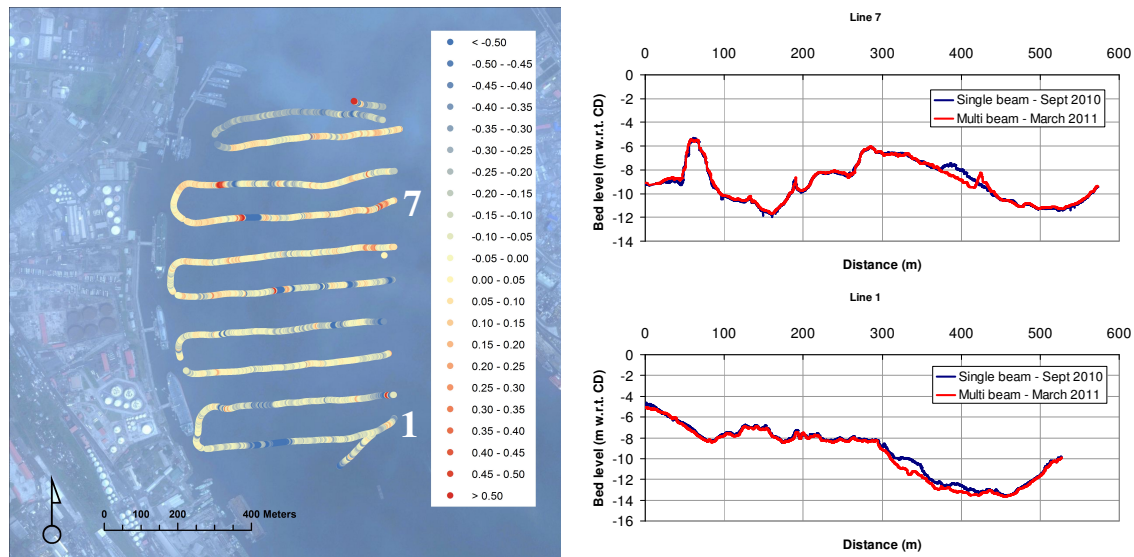 < -0.50
-0.50 - -0.45
-0.45 - -0.40
-0.40 - -0.35
-0.35 - -0.30
-0.30 - -0.25
-0.25 - -0.20
-0.20 - -0.15
-0.15 - -0.10
-0.10 - -0.05
-0.05 - 0.00
0.00 - 0.05
0.05 - 0.10
0.10 - 0.15
0.15 - 0.20
0.20 - 0.25
0.25 - 0.30
0.30 - 0.35
0.35 - 0.40
0.40 - 0.45
0.45 - 0.50
> 0.50
7
1
0 100 200 400 Meters
Line 7
0 100 200 300 400 500 600
0
-2
-4
-6
-8
-10
-12
-14
Bed level (m w.r.t. CD)
Single beam - Sept 2010
Multi beam - March 2011
Distance (m)
Line 1
0 100 200 300 400 500 600
0
-2
-4
-6
-8
-10
-12
-14
-16
Bed level (m w.r.t. CD)
Single beam - Sept 2010
Multi beam - March 2011
Distance (m)